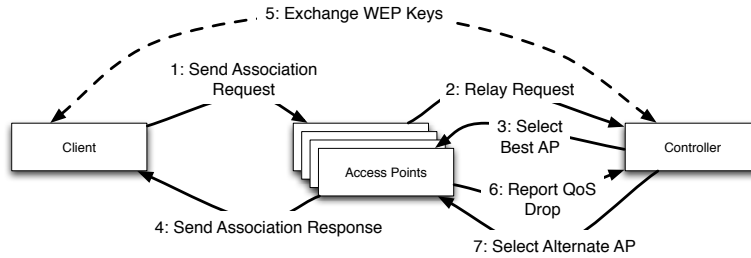 5: Exchange WEP Keys
1: Send Association
Request
2: Relay Request
3: Select
Best AP
Client
Access Points
Controller
6: Report QoS
Drop
4: Send Association Response
7: Select Alternate AP